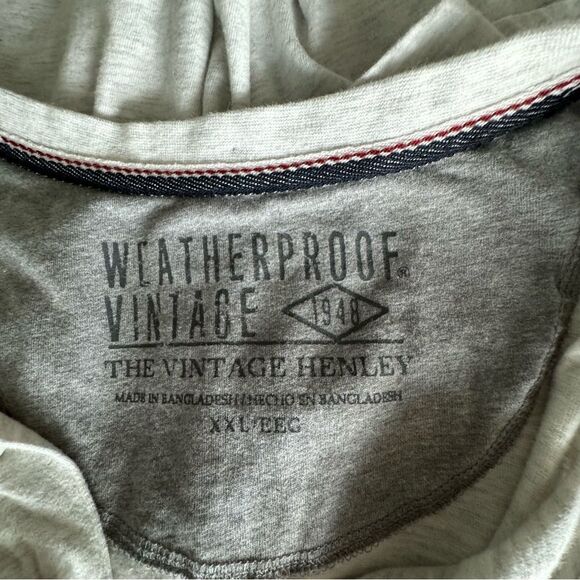 WEATHERPROOF®
VINTAGE 1948
THE VINTAGE HENLEY
MADE IN BANGLADESH / HECHO EN BANGLADESH
XXL/EEG